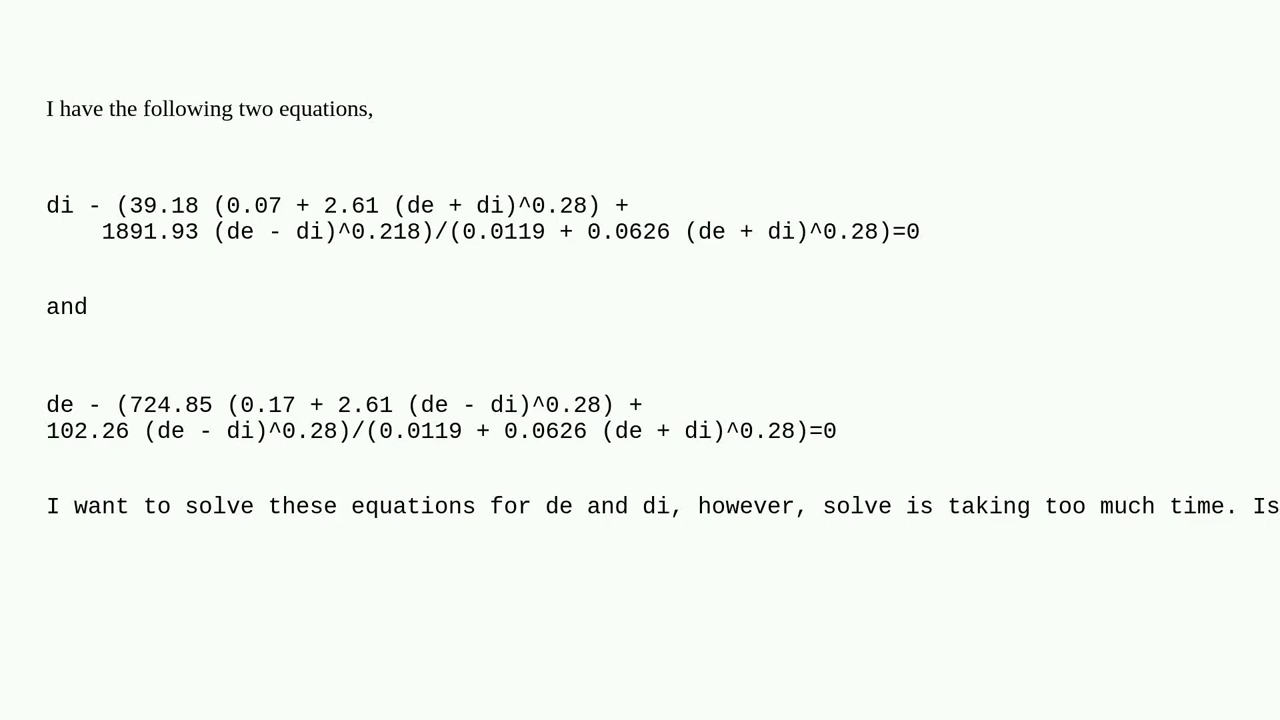 I have the following two equations,
di - (39.18 (0.07 + 2.61 (de + di)^0.28) +
1891.93 (de - di)^0.218)/(0.0119 + 0.0626 (de + di)^0.28)=0
and
de - (724.85 (0.17 + 2.61 (de - di)^0.28) +
102.26 (de - di)^0.28)/(0.0119 + 0.0626 (de + di)^0.28)=0
I want to solve these equations for de and di, however, solve is taking too much time. Is